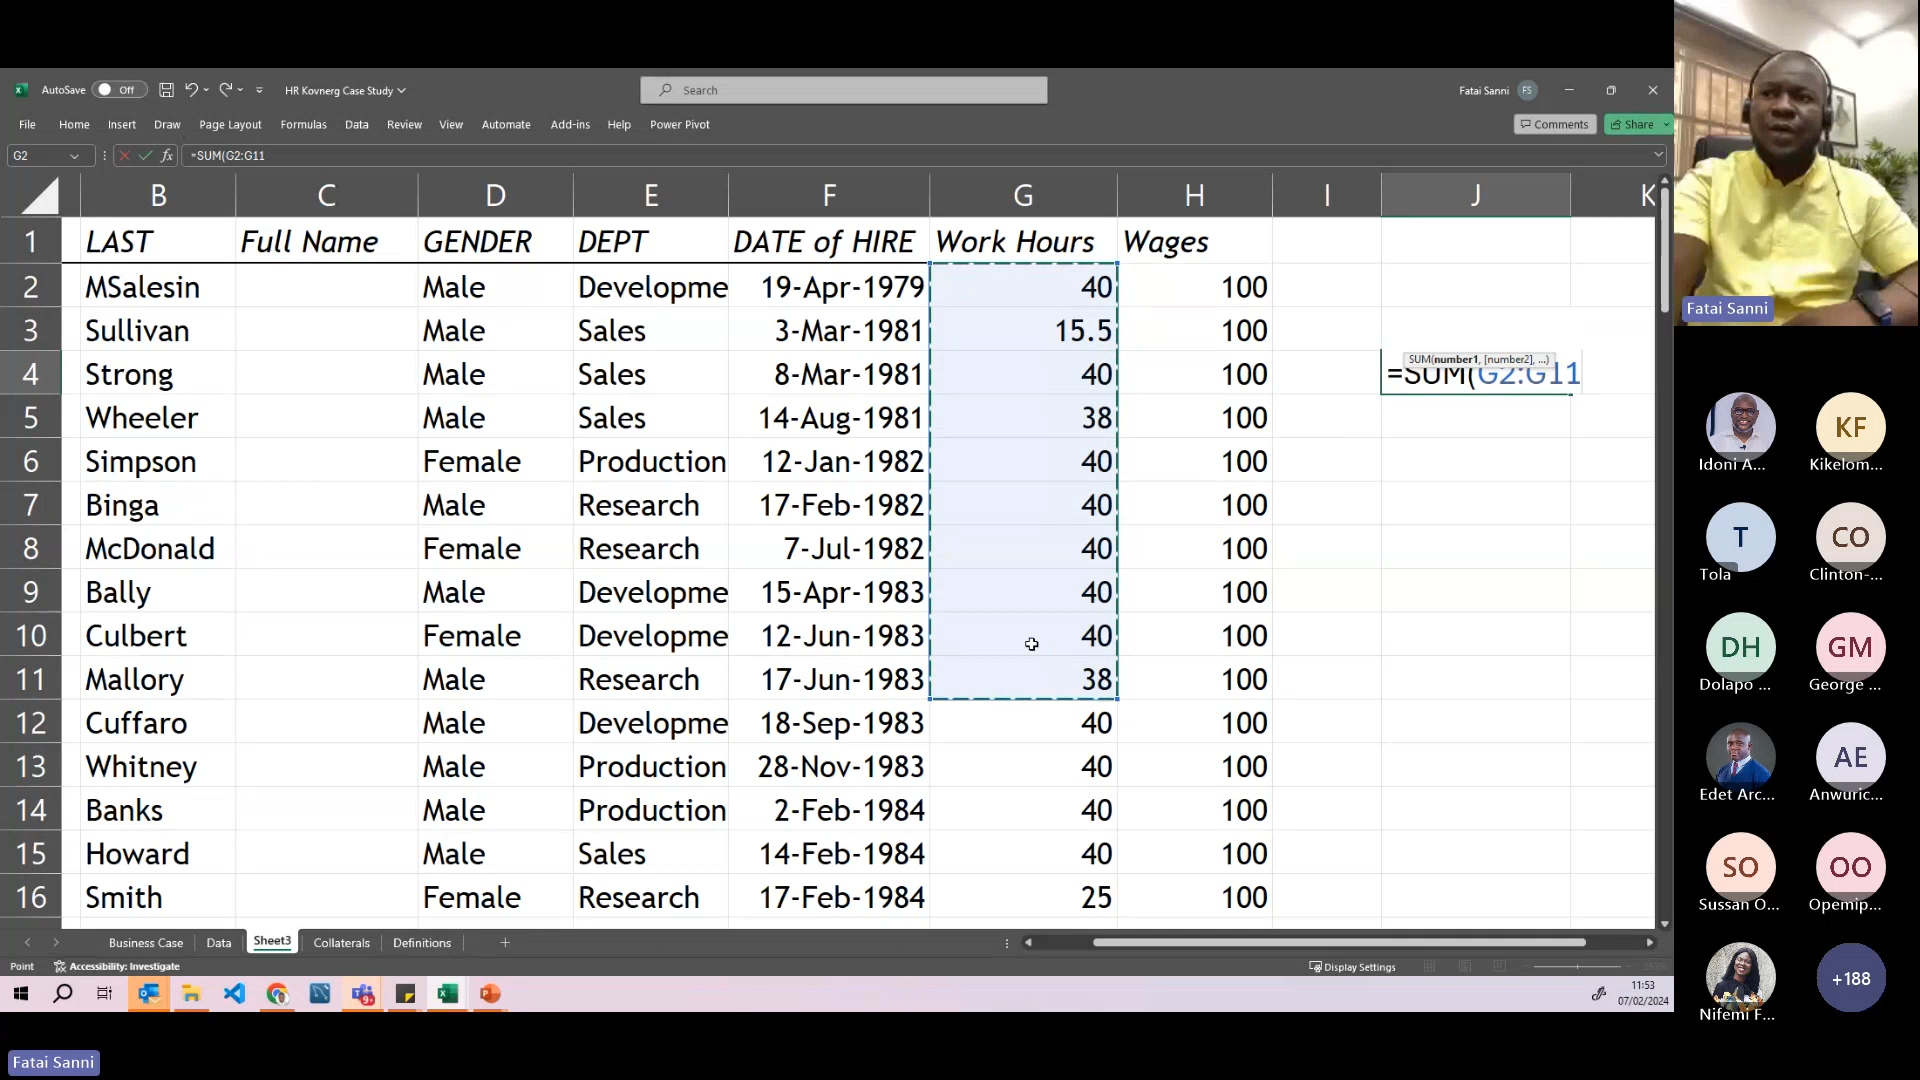 AutoSave Off HR Kovnerg Case Study Search Fatai Sanni FS
File Home Insert Draw Page Layout Formulas Data Review View Automate Add-ins Help Power Pivot Comments Share
G2 fx =SUM(G2:G11
B C D E F G H I J K
1 LAST Full Name GENDER DEPT DATE of HIRE Work Hours Wages
2 MSalesin Male Developme 19-Apr-1979 40 100
3 Sullivan Male Sales 3-Mar-1981 15.5 100
SUM(number1, [number2], ...)
4 Strong Male Sales 8-Mar-1981 40 100 =SUM(G2:G11
5 Wheeler Male Sales 14-Aug-1981 38 100
6 Simpson Female Production 12-Jan-1982 40 100
7 Binga Male Research 17-Feb-1982 40 100
8 McDonald Female Research 7-Jul-1982 40 100
9 Bally Male Developme 15-Apr-1983 40 100
10 Culbert Female Developme 12-Jun-1983 40 100
11 Mallory Male Research 17-Jun-1983 38 100
12 Cuffaro Male Developme 18-Sep-1983 40 100
13 Whitney Male Production 28-Nov-1983 40 100
14 Banks Male Production 2-Feb-1984 40 100
15 Howard Male Sales 14-Feb-1984 40 100
16 Smith Female Research 17-Feb-1984 25 100
Business Case Data Sheet3 Collaterals Definitions
Point Accessibility: Investigate Display Settings
11:53
07/02/2024
Fatai Sanni
Fatai Sanni
KF
Idoni A... Kikelom...
T CO
Tola Clinton-...
DH GM
Dolapo ... George ...
AE
Edet Arc... Anwuric...
SO OO
Sussan O... Opemip...
+188
Nifemi F...